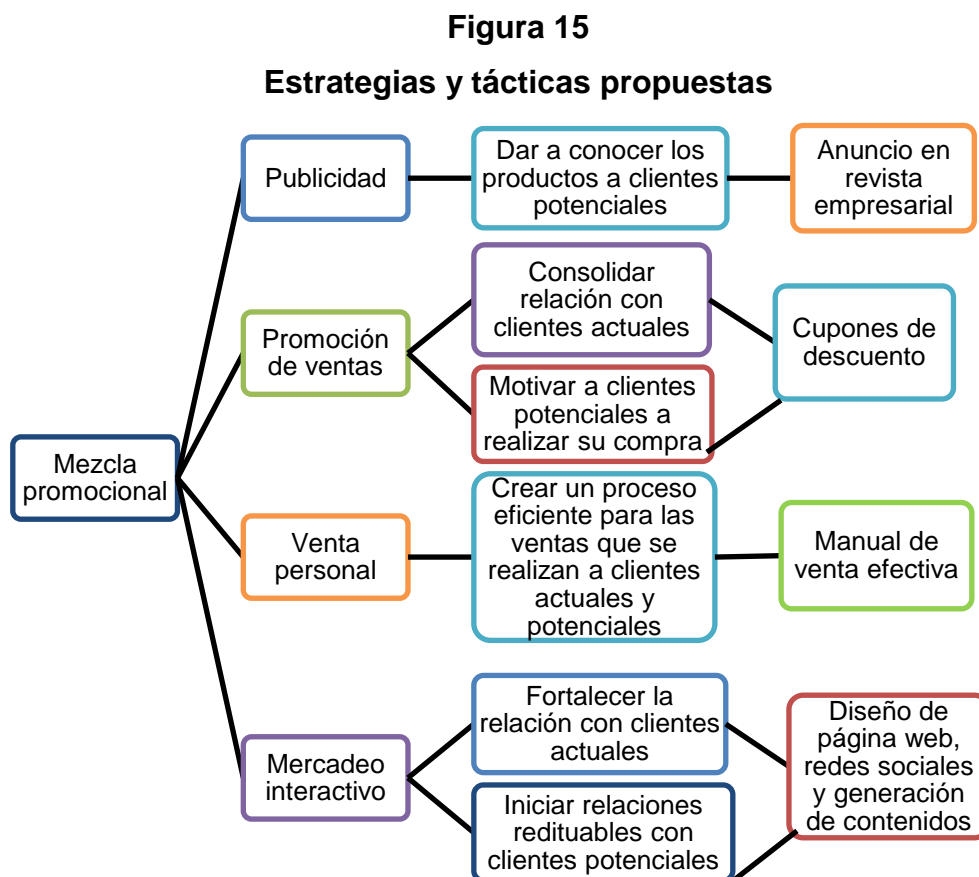 Figura 15
Estrategias y tácticas propuestas
Mezcla
promocional
Publicidad
Dar a conocer los
productos a clientes
potenciales
Anuncio en
revista
empresarial
Promoción
de ventas
Consolidar
relación con
clientes actuales
Motivar a clientes
potenciales a
realizar su compra
Cupones de
descuento
Venta
personal
Crear un proceso
eficiente para las
ventas que se
realizan a clientes
actuales y
potenciales
Manual de
venta efectiva
Mercadeo
interactivo
Fortalecer la
relación con clientes
actuales
Iniciar relaciones
redituables con
clientes potenciales
Diseño de
página web,
redes sociales
y generación
de contenidos